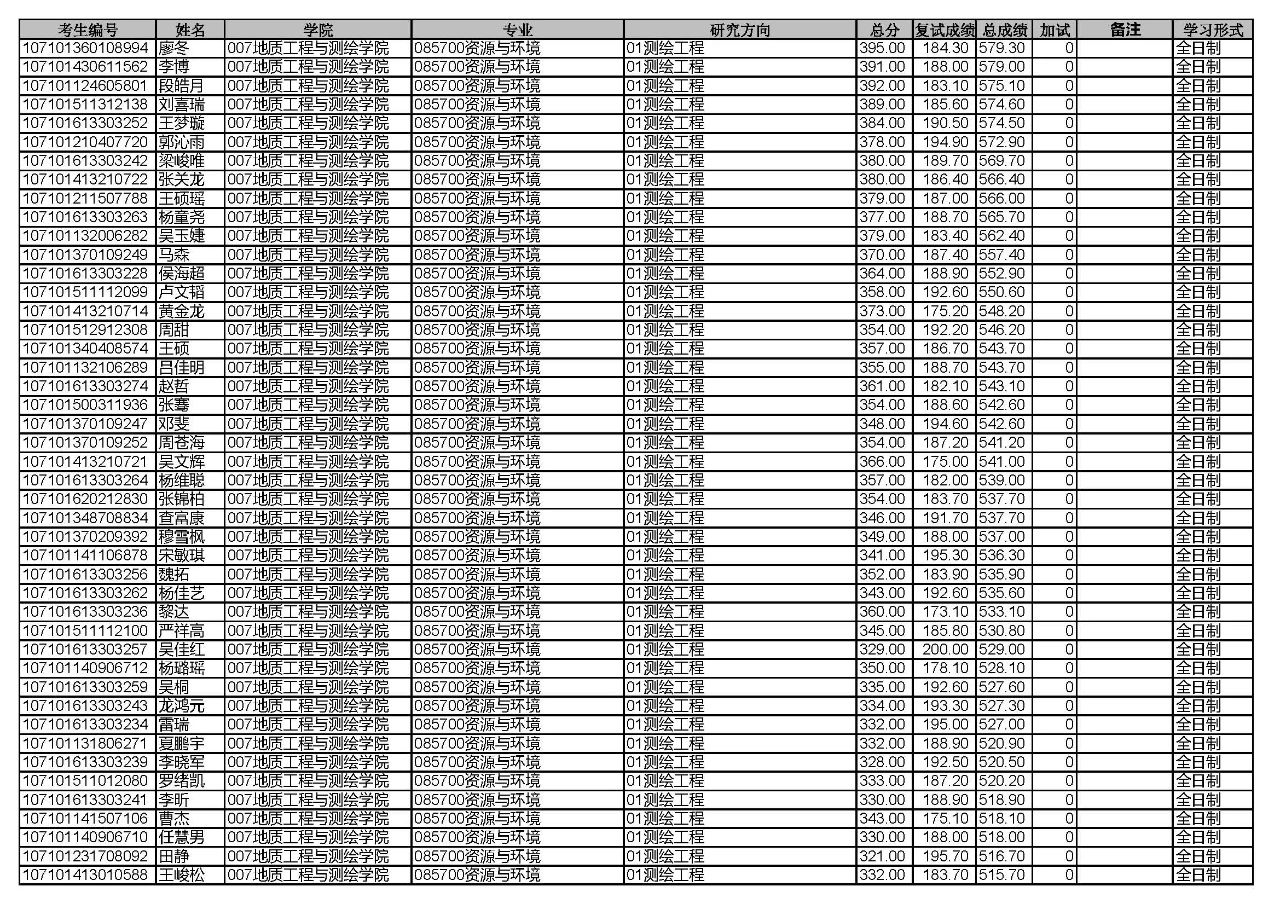 考生编号 姓名 学院 专业 研究方向 总分 复试成绩 总成绩 加试 备注 学习形式
107101360108994 廖冬 007地质工程与测绘学院 085700资源与环境 01测绘工程 395.00 184.30 579.30 0 全日制
107101430611562 李博 007地质工程与测绘学院 085700资源与环境 01测绘工程 391.00 188.00 579.00 0 全日制
107101124605801 段皓月 007地质工程与测绘学院 085700资源与环境 01测绘工程 392.00 183.10 575.10 0 全日制
107101511312138 刘喜瑞 007地质工程与测绘学院 085700资源与环境 01测绘工程 389.00 185.60 574.60 0 全日制
107101613303252 王梦璇 007地质工程与测绘学院 085700资源与环境 01测绘工程 384.00 190.50 574.50 0 全日制
107101210407720 郭沁雨 007地质工程与测绘学院 085700资源与环境 01测绘工程 378.00 194.90 572.90 0 全日制
107101613303242 梁峻唯 007地质工程与测绘学院 085700资源与环境 01测绘工程 380.00 189.70 569.70 0 全日制
107101413210722 张关龙 007地质工程与测绘学院 085700资源与环境 01测绘工程 380.00 186.40 566.40 0 全日制
107101211507788 王硕瑶 007地质工程与测绘学院 085700资源与环境 01测绘工程 379.00 187.00 566.00 0 全日制
107101613303263 杨童尧 007地质工程与测绘学院 085700资源与环境 01测绘工程 377.00 188.70 565.70 0 全日制
107101132006282 吴玉婕 007地质工程与测绘学院 085700资源与环境 01测绘工程 379.00 183.40 562.40 0 全日制
107101370109249 马森 007地质工程与测绘学院 085700资源与环境 01测绘工程 370.00 187.40 557.40 0 全日制
107101613303228 侯海超 007地质工程与测绘学院 085700资源与环境 01测绘工程 364.00 188.90 552.90 0 全日制
107101511112099 卢文韬 007地质工程与测绘学院 085700资源与环境 01测绘工程 358.00 192.60 550.60 0 全日制
107101413210714 黄金龙 007地质工程与测绘学院 085700资源与环境 01测绘工程 373.00 175.20 548.20 0 全日制
107101512912308 周甜 007地质工程与测绘学院 085700资源与环境 01测绘工程 354.00 192.20 546.20 0 全日制
107101340408574 王硕 007地质工程与测绘学院 085700资源与环境 01测绘工程 357.00 186.70 543.70 0 全日制
107101132106289 吕佳明 007地质工程与测绘学院 085700资源与环境 01测绘工程 355.00 188.70 543.70 0 全日制
107101613303274 赵哲 007地质工程与测绘学院 085700资源与环境 01测绘工程 361.00 182.10 543.10 0 全日制
107101500311936 张骞 007地质工程与测绘学院 085700资源与环境 01测绘工程 354.00 188.60 542.60 0 全日制
107101370109247 邓斐 007地质工程与测绘学院 085700资源与环境 01测绘工程 348.00 194.60 542.60 0 全日制
107101370109252 周苍海 007地质工程与测绘学院 085700资源与环境 01测绘工程 354.00 187.20 541.20 0 全日制
107101413210721 吴文辉 007地质工程与测绘学院 085700资源与环境 01测绘工程 366.00 175.00 541.00 0 全日制
107101613303264 杨维聪 007地质工程与测绘学院 085700资源与环境 01测绘工程 357.00 182.00 539.00 0 全日制
107101620212830 张锦柏 007地质工程与测绘学院 085700资源与环境 01测绘工程 354.00 183.70 537.70 0 全日制
107101348708834 查富康 007地质工程与测绘学院 085700资源与环境 01测绘工程 346.00 191.70 537.70 0 全日制
107101370209392 穆雪枫 007地质工程与测绘学院 085700资源与环境 01测绘工程 349.00 188.00 537.00 0 全日制
107101141106878 宋敏琪 007地质工程与测绘学院 085700资源与环境 01测绘工程 341.00 195.30 536.30 0 全日制
107101613303256 魏拓 007地质工程与测绘学院 085700资源与环境 01测绘工程 352.00 183.90 535.90 0 全日制
107101613303262 杨佳艺 007地质工程与测绘学院 085700资源与环境 01测绘工程 343.00 192.60 535.60 0 全日制
107101613303236 黎达 007地质工程与测绘学院 085700资源与环境 01测绘工程 360.00 173.10 533.10 0 全日制
107101511112100 严祥高 007地质工程与测绘学院 085700资源与环境 01测绘工程 345.00 185.80 530.80 0 全日制
107101613303257 吴佳红 007地质工程与测绘学院 085700资源与环境 01测绘工程 329.00 200.00 529.00 0 全日制
107101140906712 杨璐瑶 007地质工程与测绘学院 085700资源与环境 01测绘工程 350.00 178.10 528.10 0 全日制
107101613303259 吴桐 007地质工程与测绘学院 085700资源与环境 01测绘工程 335.00 192.60 527.60 0 全日制
107101613303243 龙鸿元 007地质工程与测绘学院 085700资源与环境 01测绘工程 334.00 193.30 527.30 0 全日制
107101613303234 雷瑞 007地质工程与测绘学院 085700资源与环境 01测绘工程 332.00 195.00 527.00 0 全日制
107101131806271 夏鹏宇 007地质工程与测绘学院 085700资源与环境 01测绘工程 332.00 188.90 520.90 0 全日制
107101613303239 李晓军 007地质工程与测绘学院 085700资源与环境 01测绘工程 328.00 192.50 520.50 0 全日制
107101511012080 罗绪凯 007地质工程与测绘学院 085700资源与环境 01测绘工程 333.00 187.20 520.20 0 全日制
107101613303241 李昕 007地质工程与测绘学院 085700资源与环境 01测绘工程 330.00 188.90 518.90 0 全日制
107101141507106 曹杰 007地质工程与测绘学院 085700资源与环境 01测绘工程 343.00 175.10 518.10 0 全日制
107101140906710 任慧男 007地质工程与测绘学院 085700资源与环境 01测绘工程 330.00 188.00 518.00 0 全日制
107101231708092 田静 007地质工程与测绘学院 085700资源与环境 01测绘工程 321.00 195.70 516.70 0 全日制
107101413010588 王峻松 007地质工程与测绘学院 085700资源与环境 01测绘工程 332.00 183.70 515.70 0 全日制